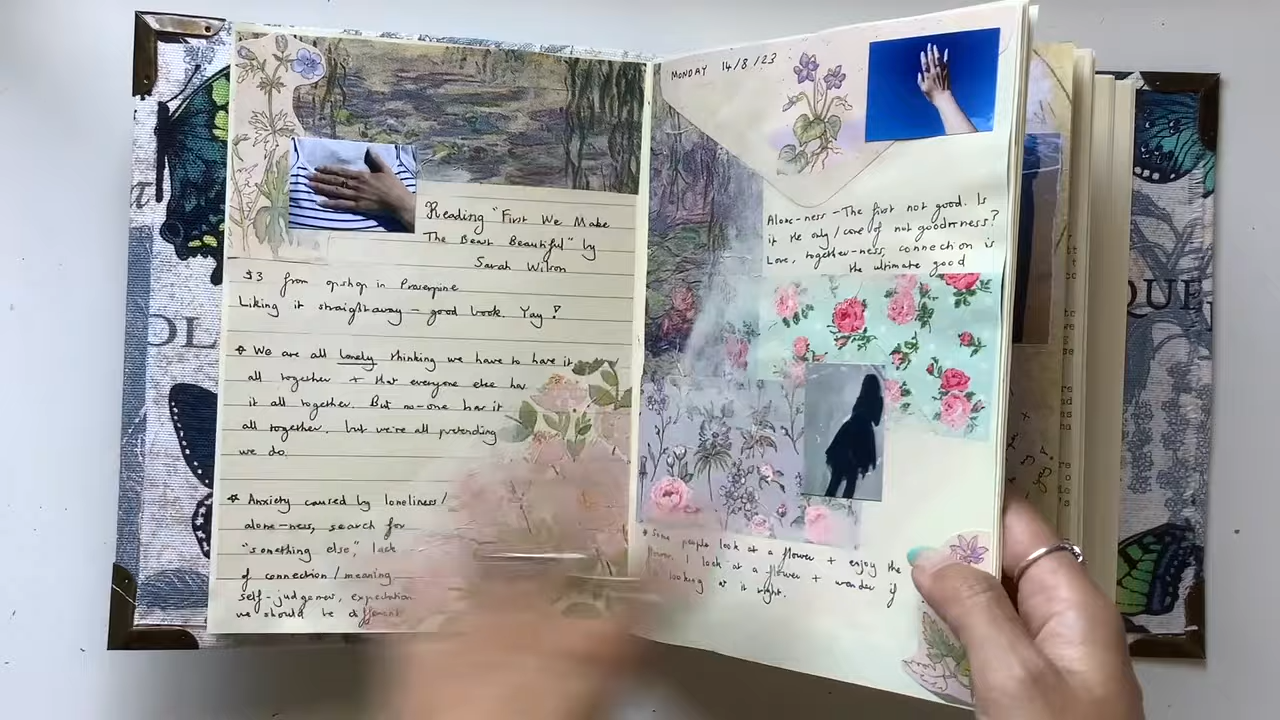 Reading "First We Make
The Beast Beautiful" by
Sarah Wilson
$3 from op-shop in Proserpine
Liking it straightaway – good book. Yay!
We are all lonely thinking we have to have it
all together + that everyone else has
it all together. But no-one has it
all together, but we're all pretending
we do.
Anxiety caused by loneliness/
alone-ness, search for
"something else" lack
of connection/meaning
self-judgement, expectation
we should be different
MONDAY 14/8/23
Alone-ness – The first not good. Is
it the only/core of not goodness?
Love, together-ness, connection is
the ultimate good
Some people look at a flower + enjoy the
flower. I look at a flower + wonder if
looking at it right.
QUE
OL